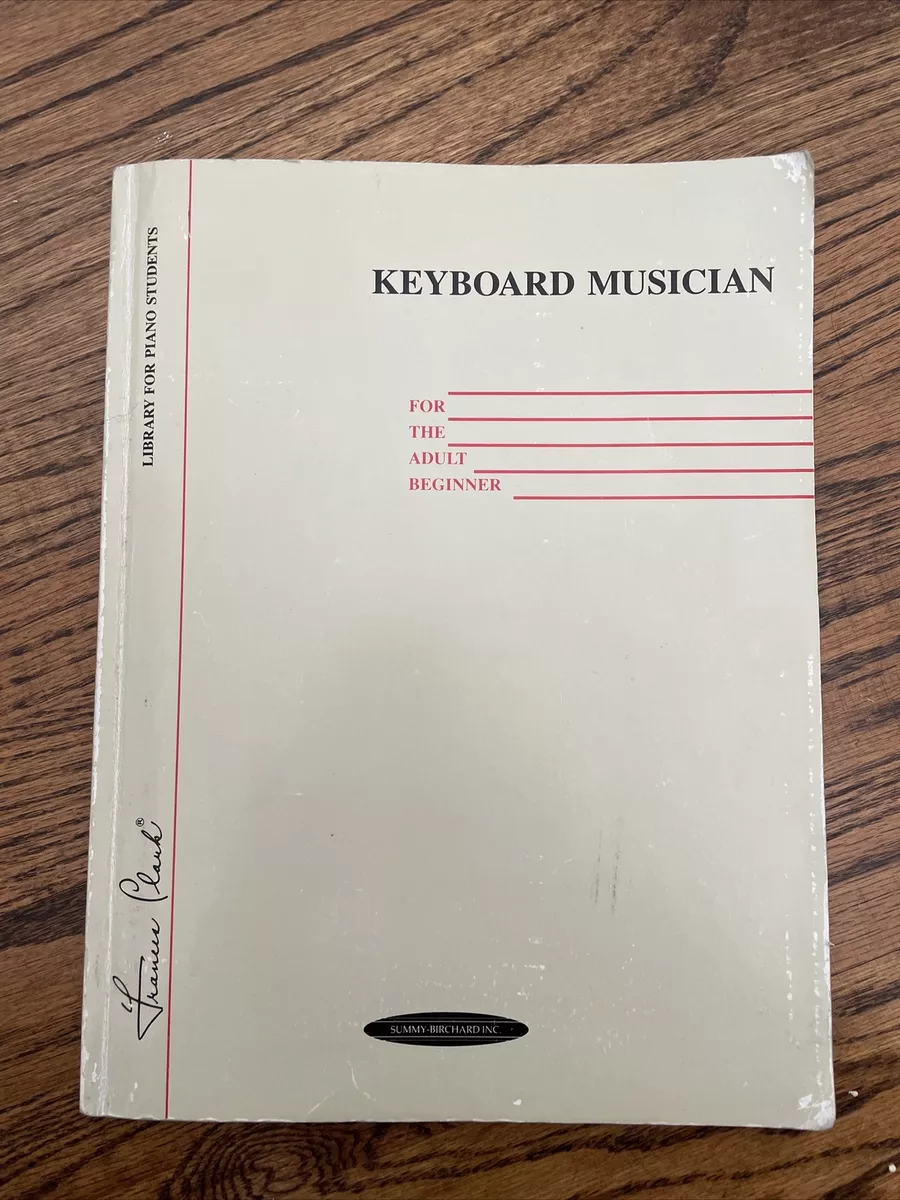 KEYBOARD MUSICIAN
FOR
THE
ADULT
BEGINNER
LIBRARY FOR PIANO STUDENTS
Frances Clark®
SUMMY-BIRCHARD INC.